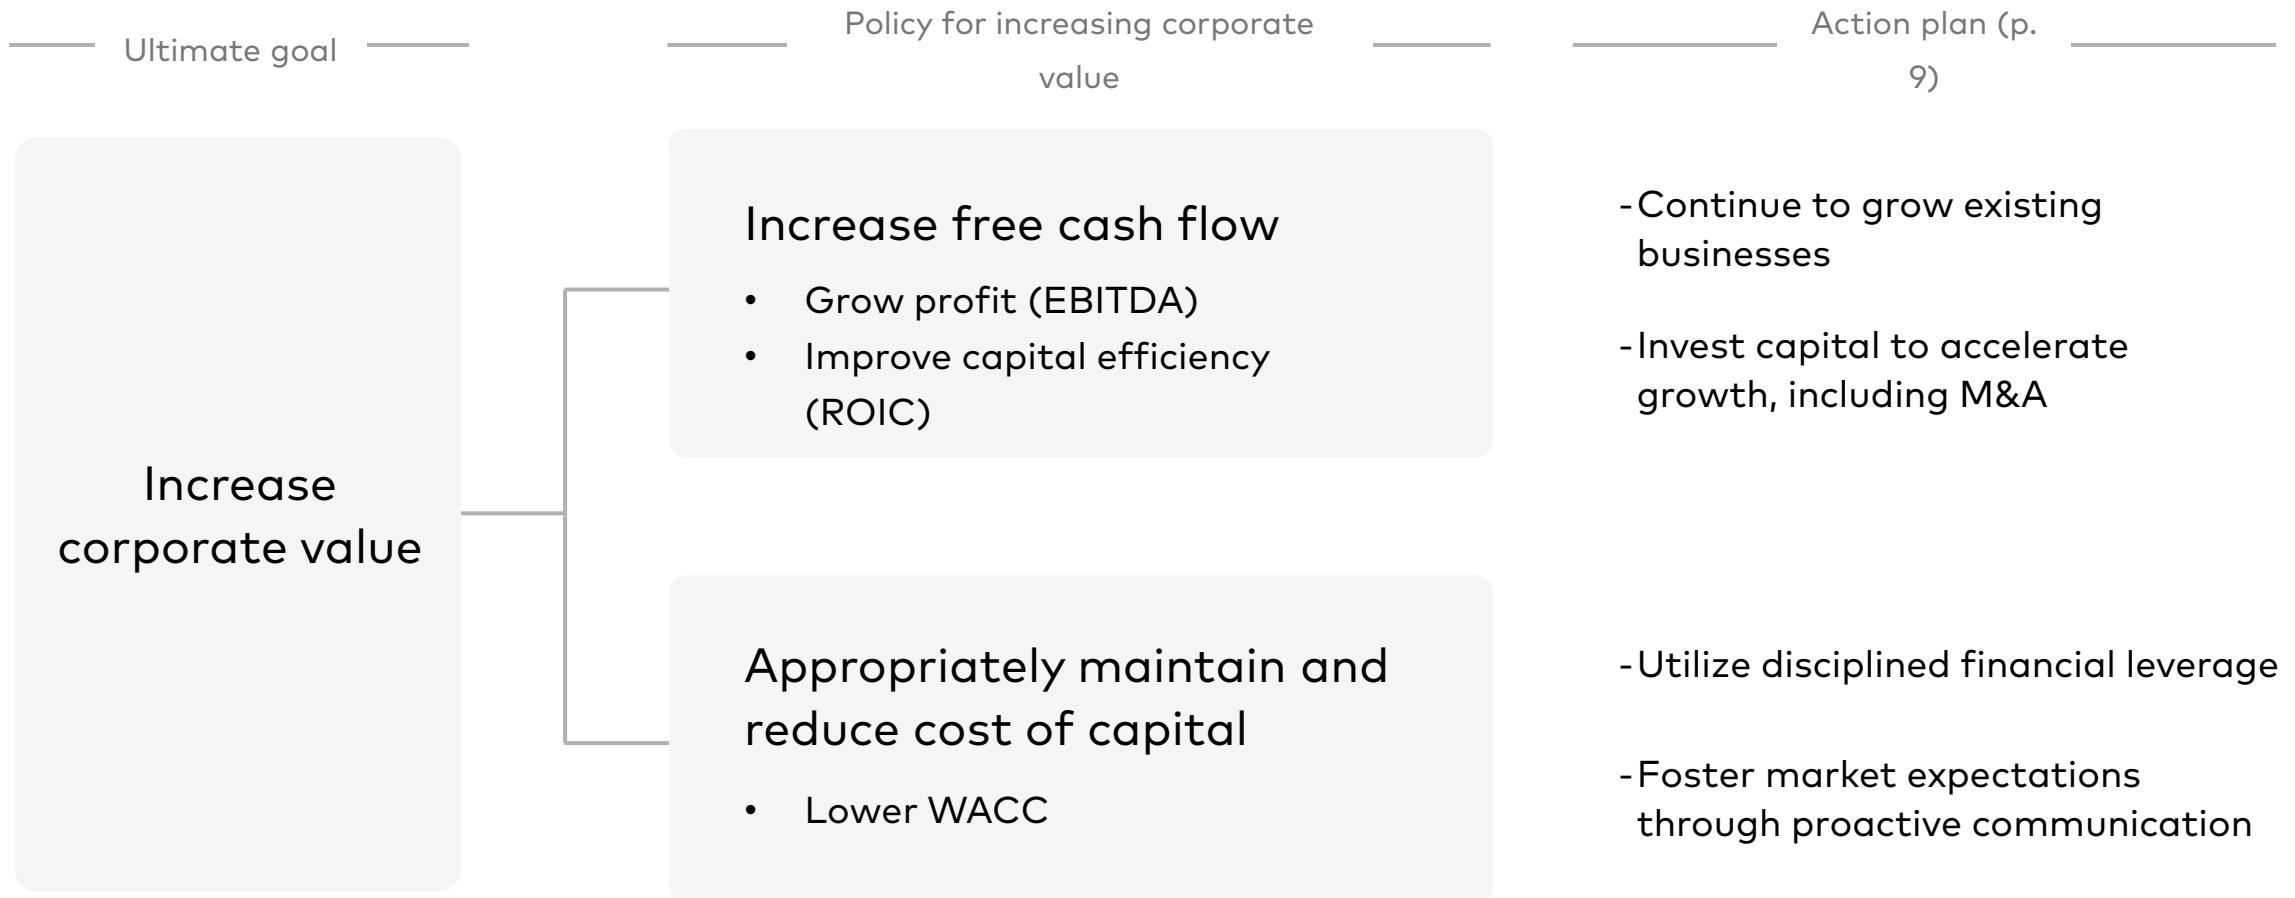 Ultimate goal
Policy for increasing corporate
value
Action plan (p.
9)
Increase
corporate value
Increase free cash flow
• Grow profit (EBITDA)
• Improve capital efficiency
(ROIC)
-Continue to grow existing
businesses
-Invest capital to accelerate
growth, including M&A
Appropriately maintain and
reduce cost of capital
• Lower WACC
-Utilize disciplined financial leverage
-Foster market expectations
through proactive communication